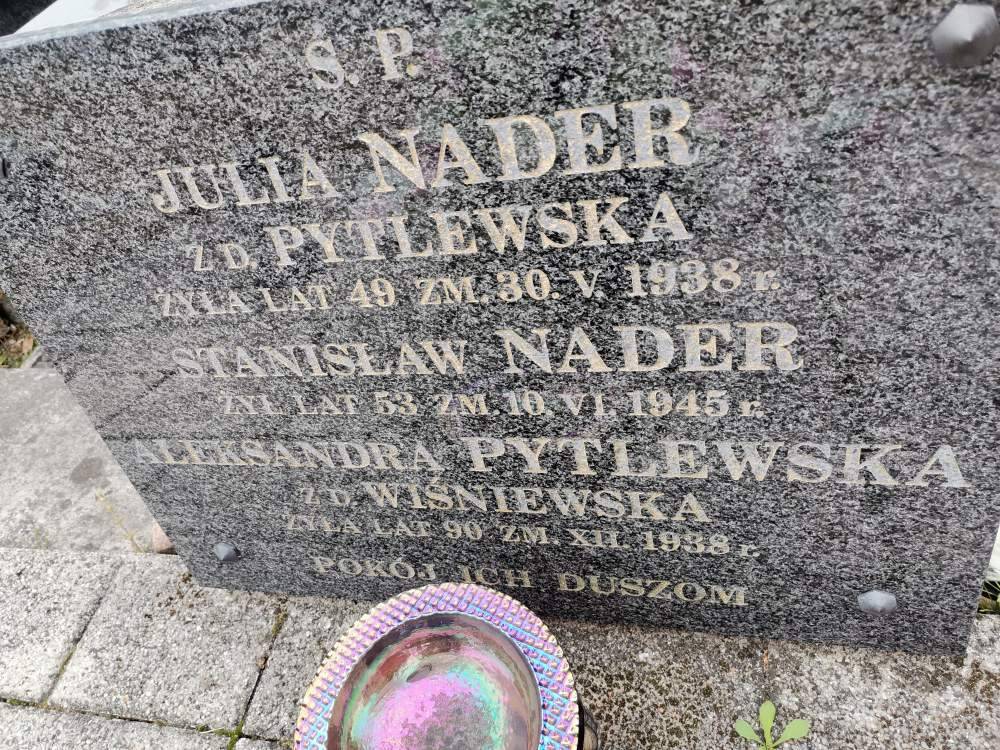 Ś. P.
JULIA NADER
Z D. PYTLEWSKA
ŻYŁA LAT 49 ZM. 30. V. 1938 r.
STANISŁAW NADER
ŻYŁ LAT 53 ZM. 10. VI. 1945 r.
ALEKSANDRA PYTLEWSKA
Z D. WIŚNIEWSKA
ŻYŁA LAT 90 ZM. XII. 1938 r.
POKÓJ ICH DUSZOM